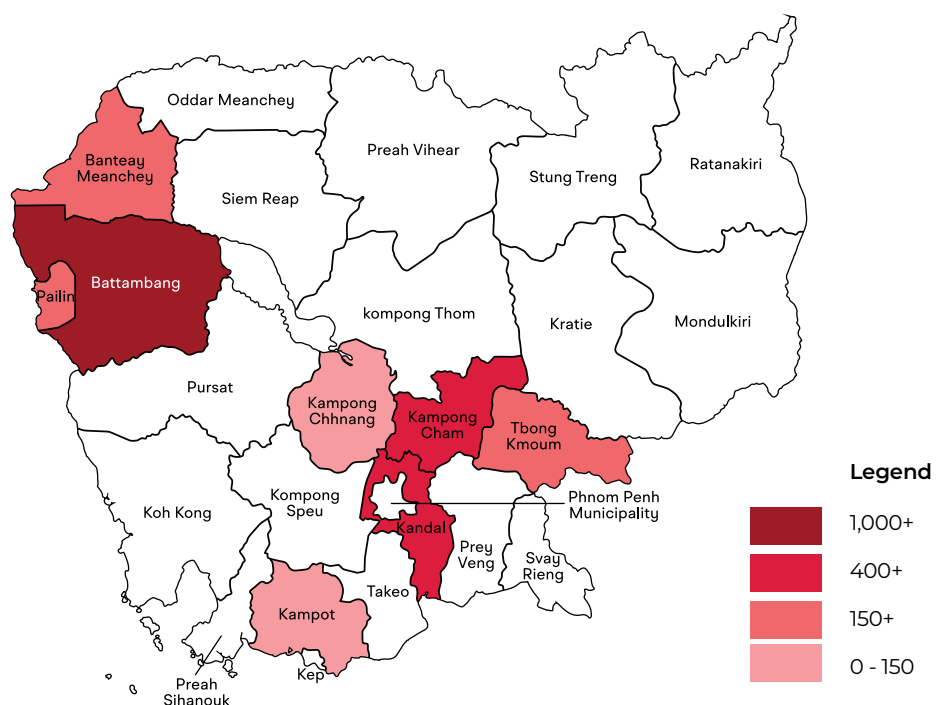 Oddar Meanchey
Preah Vihear
Banteay
Meanchey
Siem Reap
Stung Treng
Ratanakiri
Battambang
Pailin
kompong Thom
Kratie
Mondulkiri
Pursat
Kampong
Chhnang
Kampong
Cham
Tbong
Kmoum
Koh Kong
Kompong
Speu
Phnom Penh
Municipality
Kandal
Prey
Veng
Svay
Rieng
Takeo
Kampot
Kep
Preah
Sihanouk
Legend
1,000+
400+
150+
0 - 150